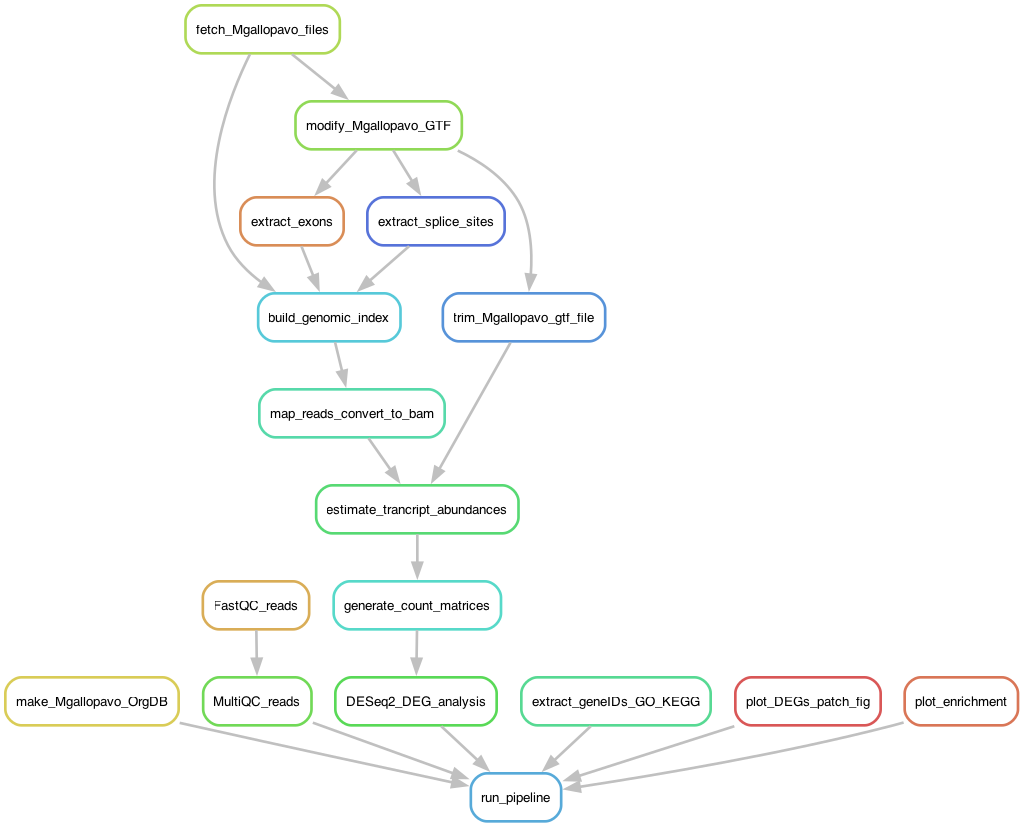 fetch_Mgallopavo_files
modify_Mgallopavo_GTF
extract_exons
extract_splice_sites
build_genomic_index
trim_Mgallopavo_gtf_file
map_reads_convert_to_bam
estimate_trancript_abundances
FastQC_reads
generate_count_matrices
make_Mgallopavo_OrgDB
MultiQC_reads
DESeq2_DEG_analysis
extract_geneIDs_GO_KEGG
plot_DEGs_patch_fig
plot_enrichment
run_pipeline